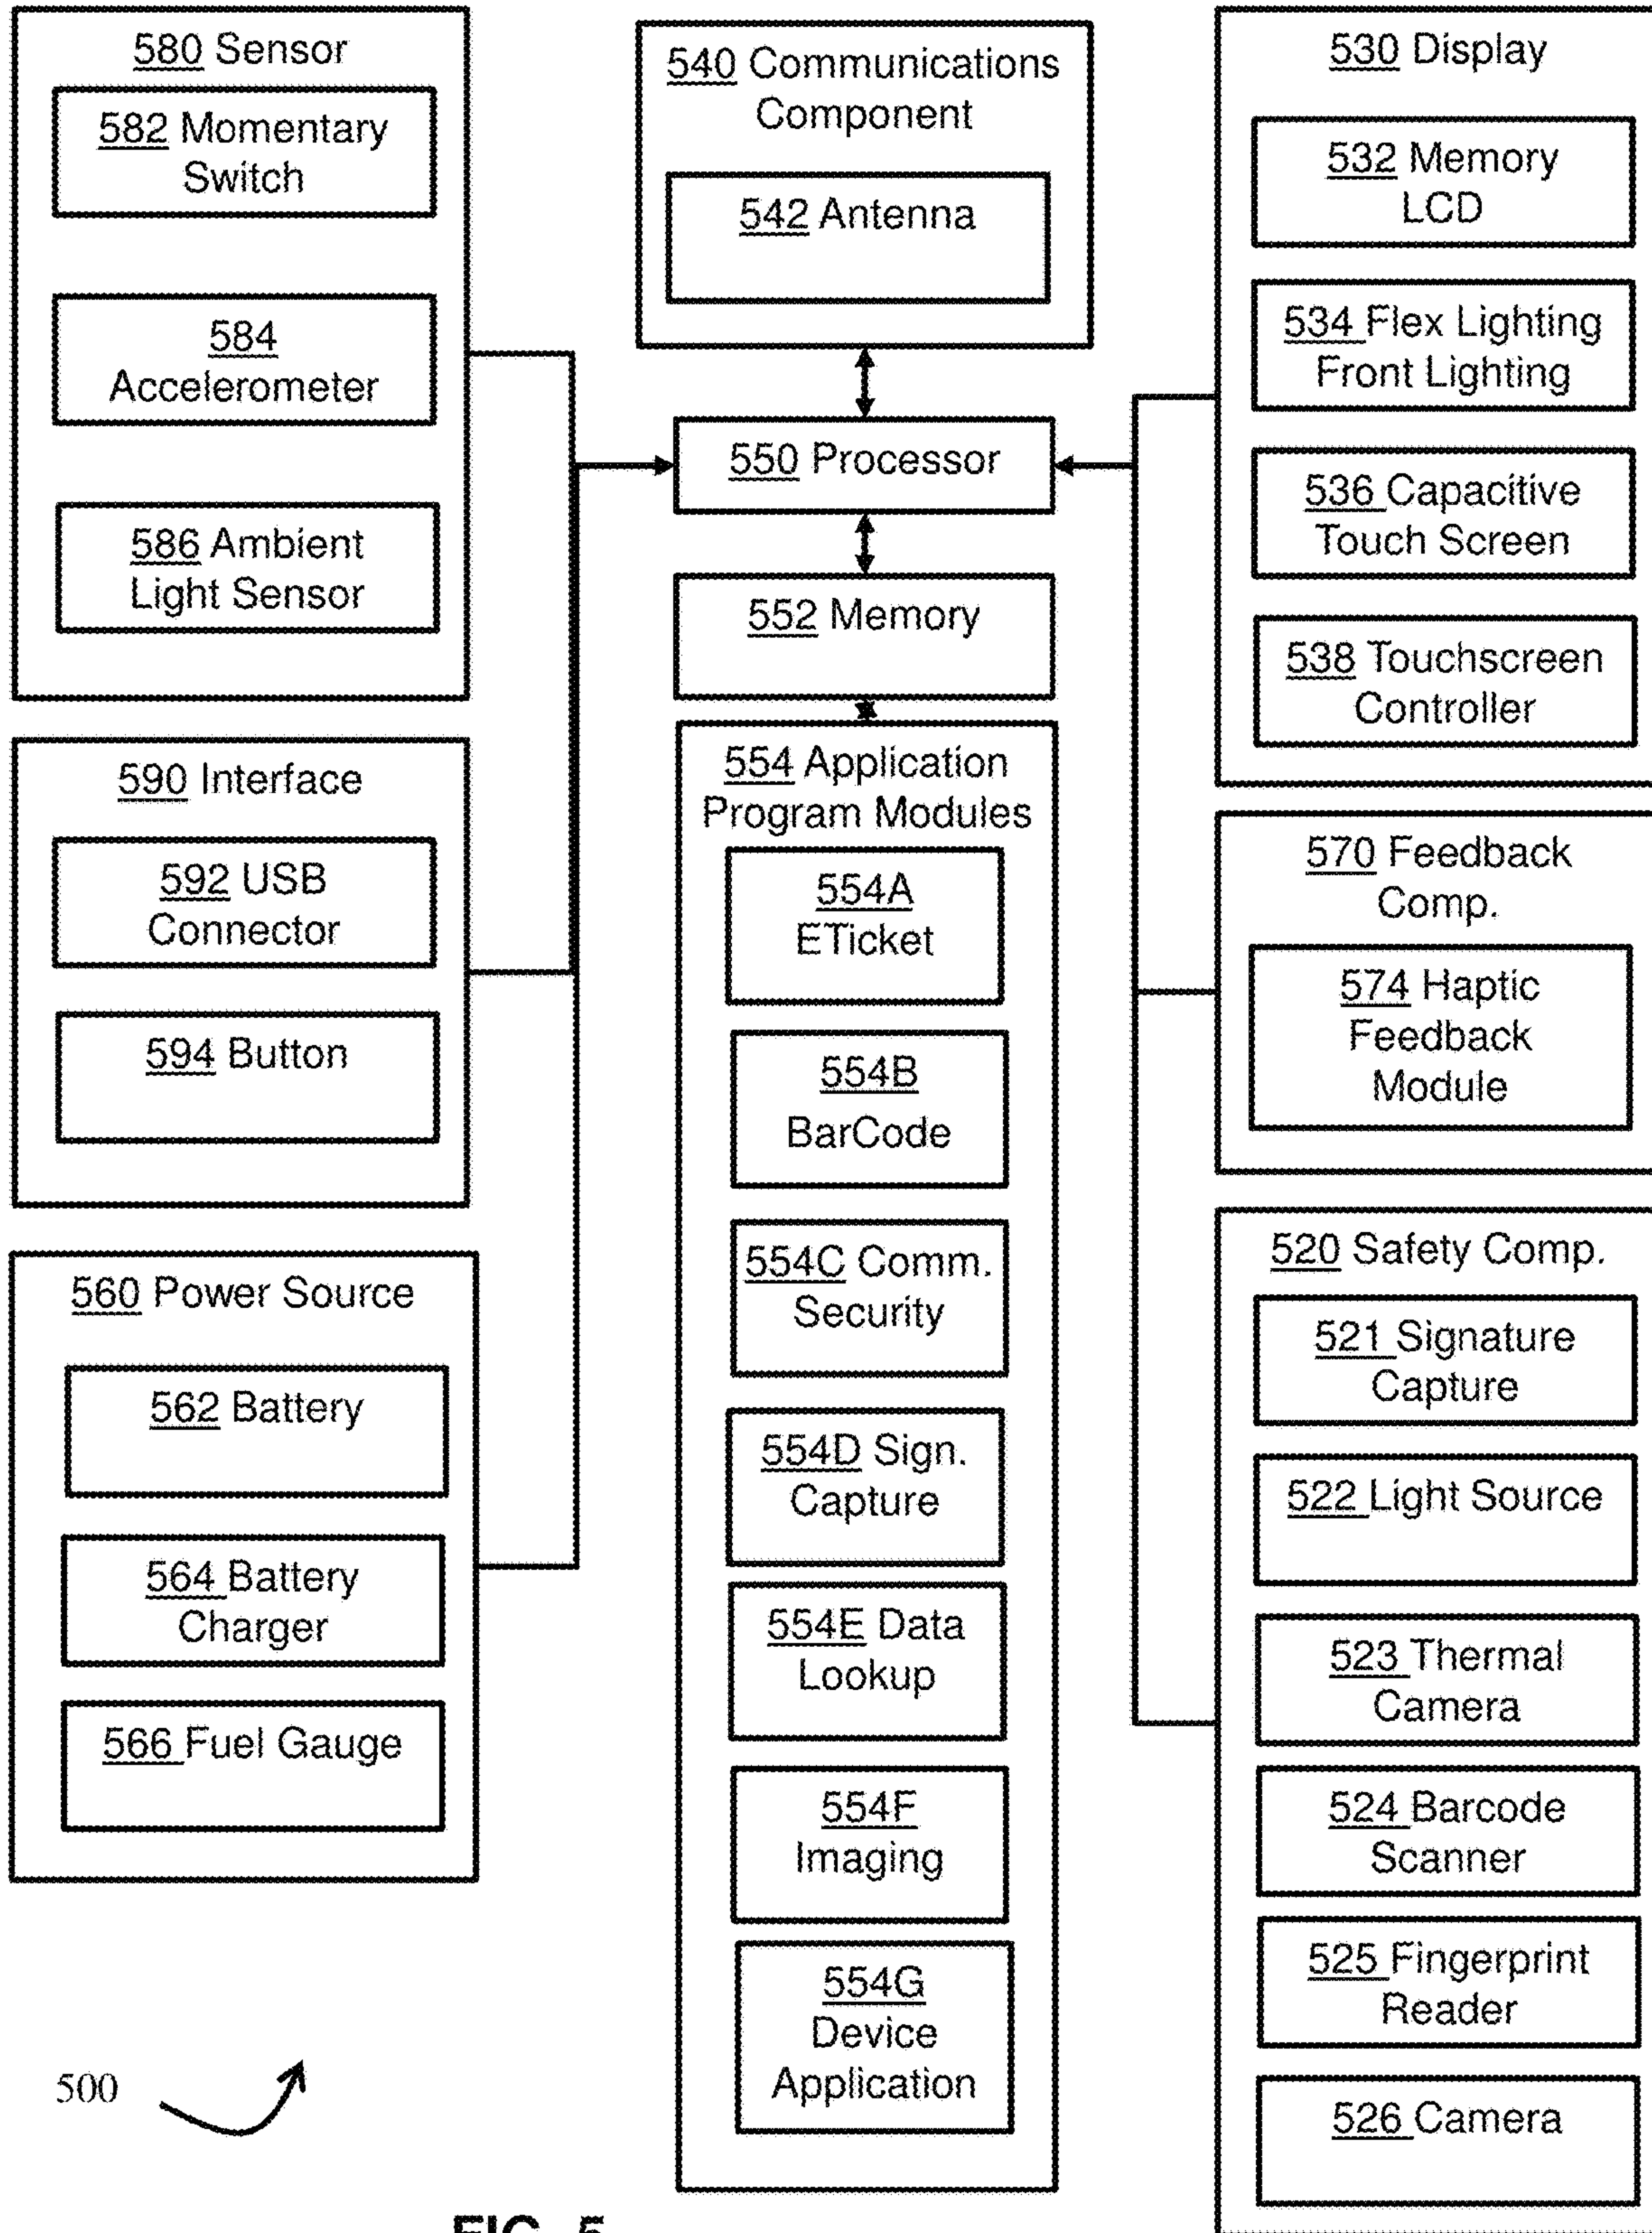 580 Sensor
582 Momentary
Switch
584
Accelerometer
586 Ambient
Light Sensor
590 Interface
592 USB
Connector
594 Button
560 Power Source
562 Battery
564 Battery
Charger
566 Fuel Gauge
500
540 Communications
Component
542 Antenna
550 Processor
552 Memory
554 Application
Program Modules
554A
ETicket
554B
BarCode
554C Comm.
Security
554D Sign.
Capture
554E Data
Lookup
554F
Imaging
554G
Device
Application
530 Display
532 Memory
LCD
534 Flex Lighting
Front Lighting
536 Capacitive
Touch Screen
538 Touchscreen
Controller
570 Feedback
Comp.
574 Haptic
Feedback
Module
520 Safety Comp.
521 Signature
Capture
522 Light Source
523 Thermal
Camera
524 Barcode
Scanner
525 Fingerprint
Reader
526 Camera
FIG. 5